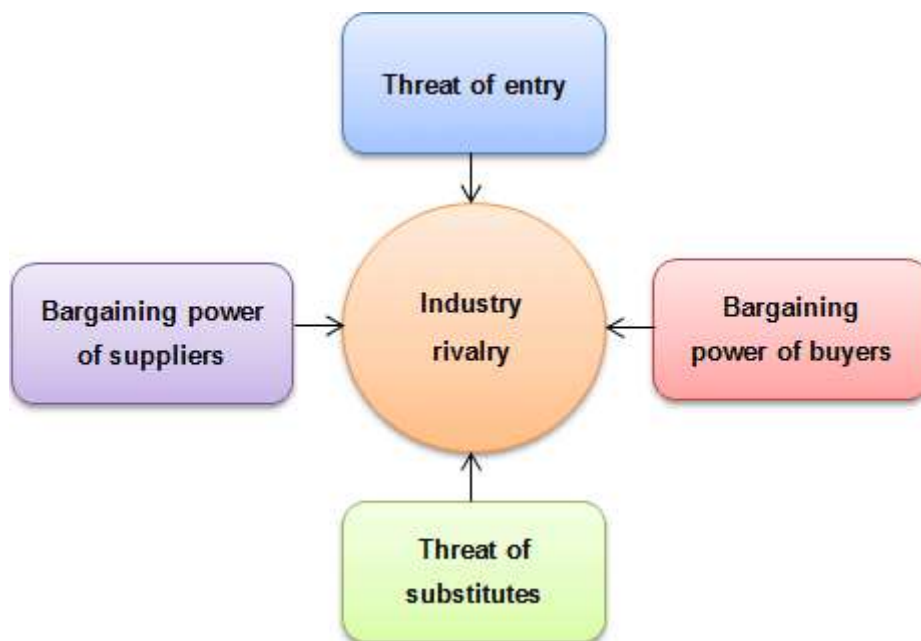 Threat of entry
Bargaining power
of suppliers
Industry
rivalry
Bargaining
power of buyers
Threat of
substitutes